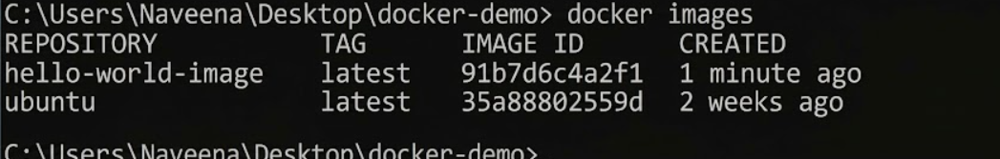 C:\Users\Naveena\Desktop\docker-demo> docker images
REPOSITORY TAG IMAGE ID CREATED
hello-world-image latest 91b7d6c4a2f1 1 minute ago
ubuntu latest 35a88802559d 2 weeks ago
C:\Users\Naveena\Desktop\docker-demo>